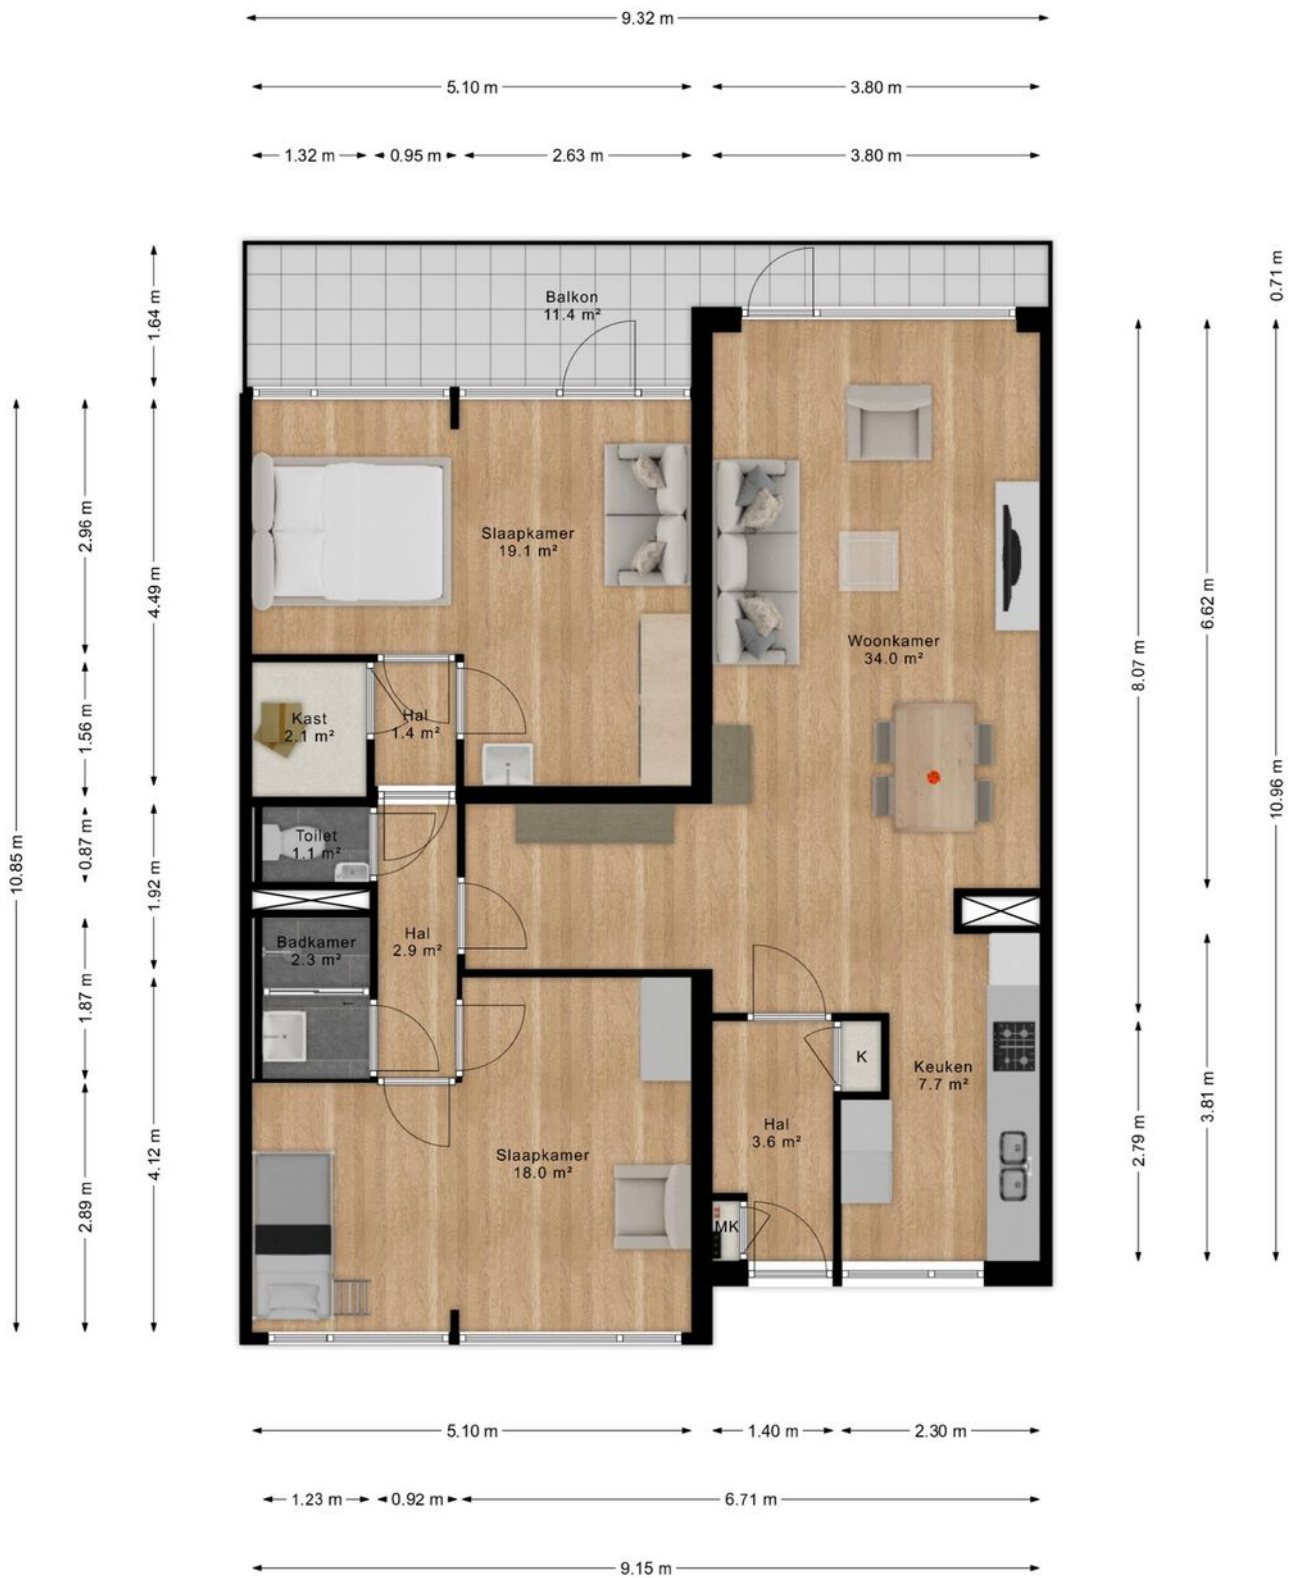 9.32 m
5.10 m
3.80 m
1.32 m
0.95 m
2.63 m
3.80 m
1.64 m
0.71 m
Balkon
11.4 m²
10.85 m
2.96 m
4.49 m
Slaapkamer
19.1 m²
Woonkamer
34.0 m²
8.07 m
6.62 m
10.96 m
1.56 m
Kast
2.1 m²
Hal
1.4 m²
0.87 m
1.92 m
Toilet
1.1 m²
1.87 m
Badkamer
2.3 m²
Hal
2.9 m²
K
Keuken
7.7 m²
Hal
3.6 m²
2.79 m
3.81 m
2.89 m
4.12 m
Slaapkamer
18.0 m²
MK
5.10 m
1.40 m
2.30 m
1.23 m
0.92 m
6.71 m
9.15 m